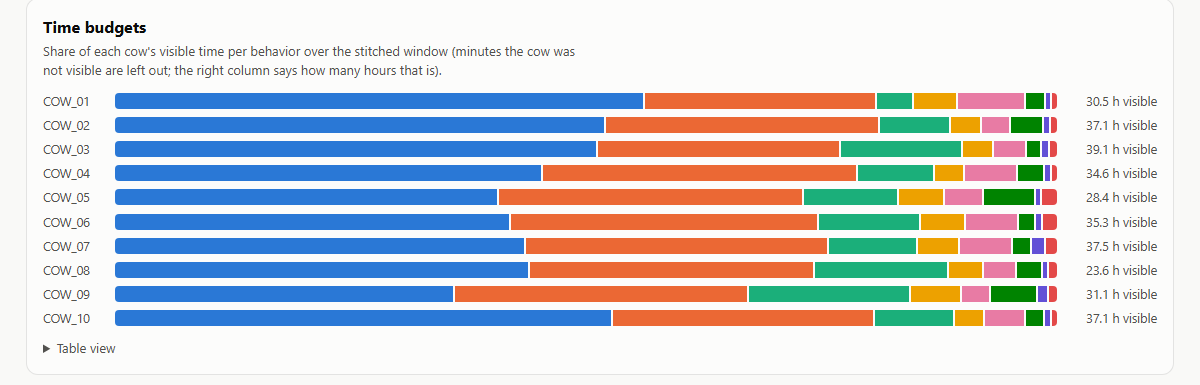 Time budgets
Share of each cow's visible time per behavior over the stitched window (minutes the cow was
not visible are left out; the right column says how many hours that is).
COW_01 30.5 h visible
COW_02 37.1 h visible
COW_03 39.1 h visible
COW_04 34.6 h visible
COW_05 28.4 h visible
COW_06 35.3 h visible
COW_07 37.5 h visible
COW_08 23.6 h visible
COW_09 31.1 h visible
COW_10 37.1 h visible
Table view